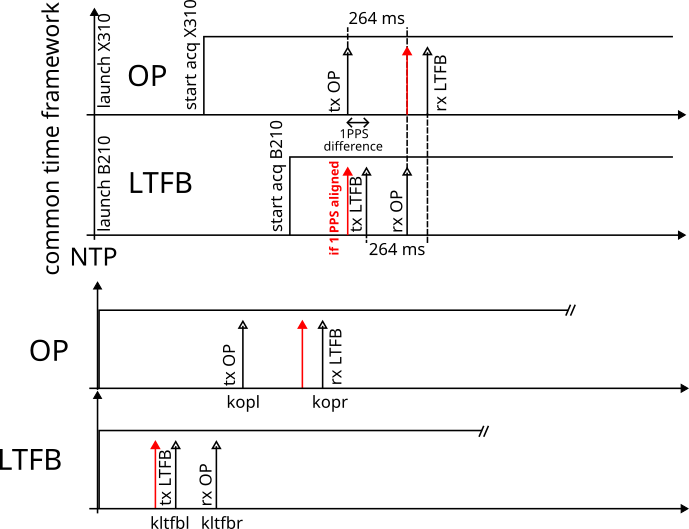 common time framework
launch X310
start acq X310
OP
264 ms
tx OP
rx LTFB
1PPS
difference
launch B210
start acq B210
LTFB
if 1 PPS aligned
tx LTFB
rx OP
264 ms
NTP
OP
tx OP
rx LTFB
kopl
kopr
LTFB
tx LTFB
rx OP
kltfbl
kltfbr